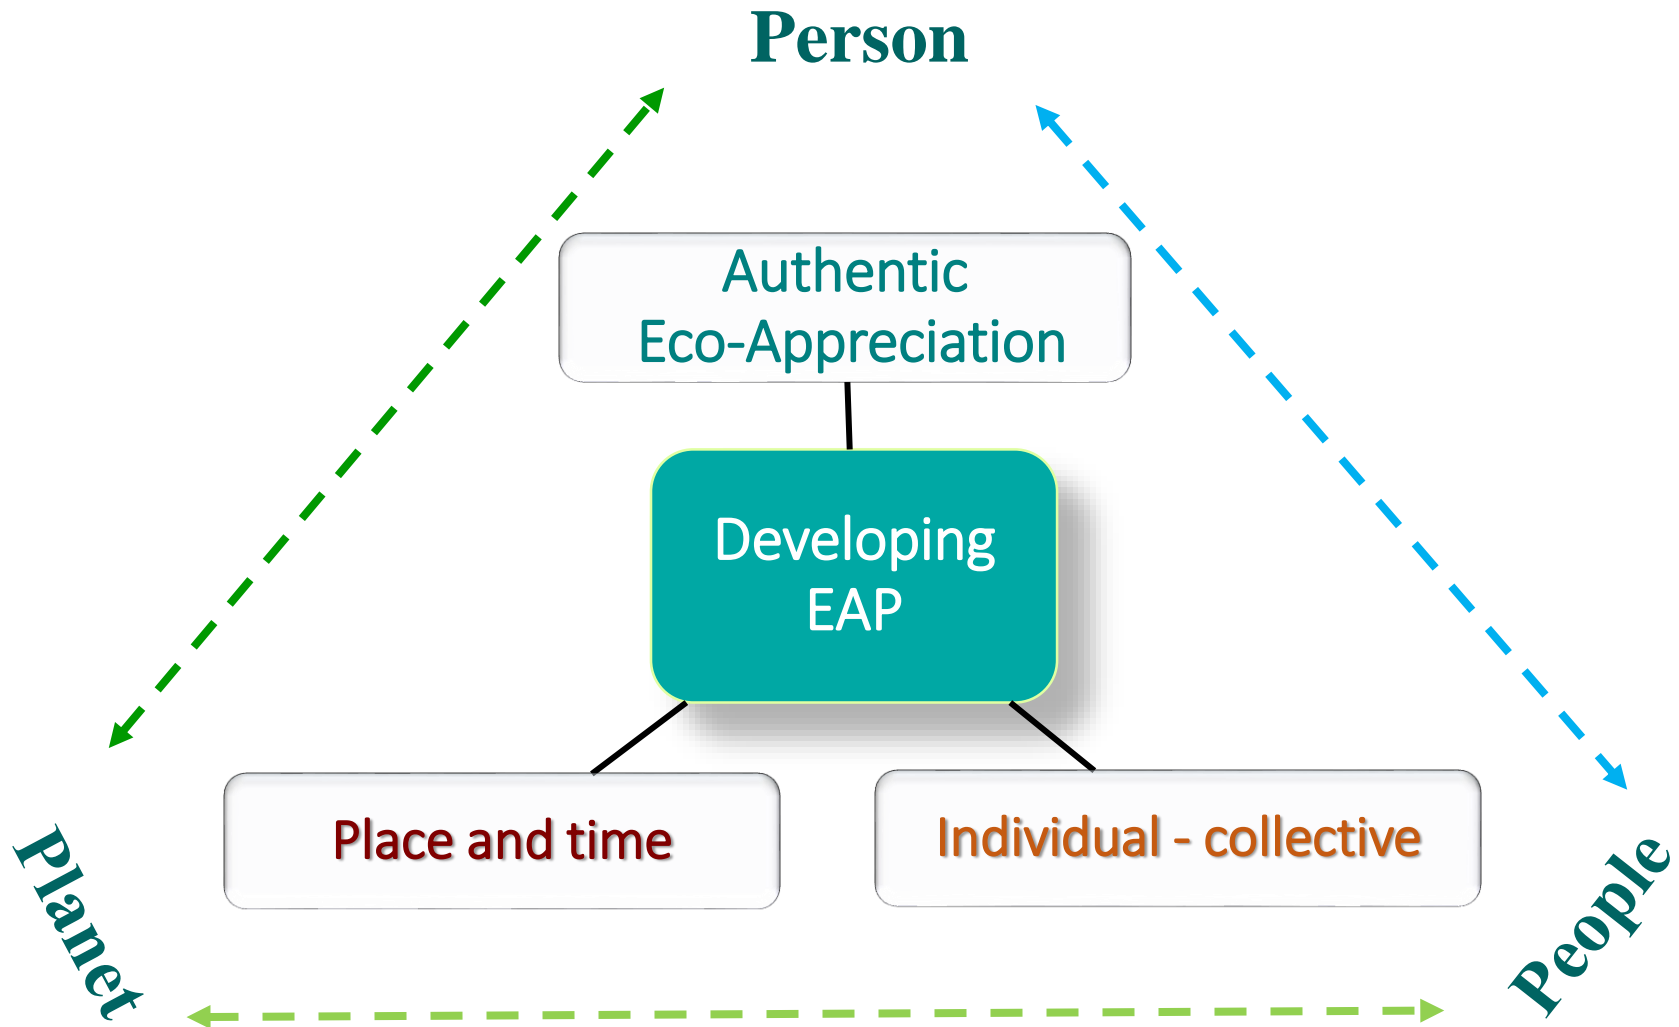 Person
Authentic
Eco-Appreciation
Developing
EAP
Place and time
Individual - collective
Planet
People